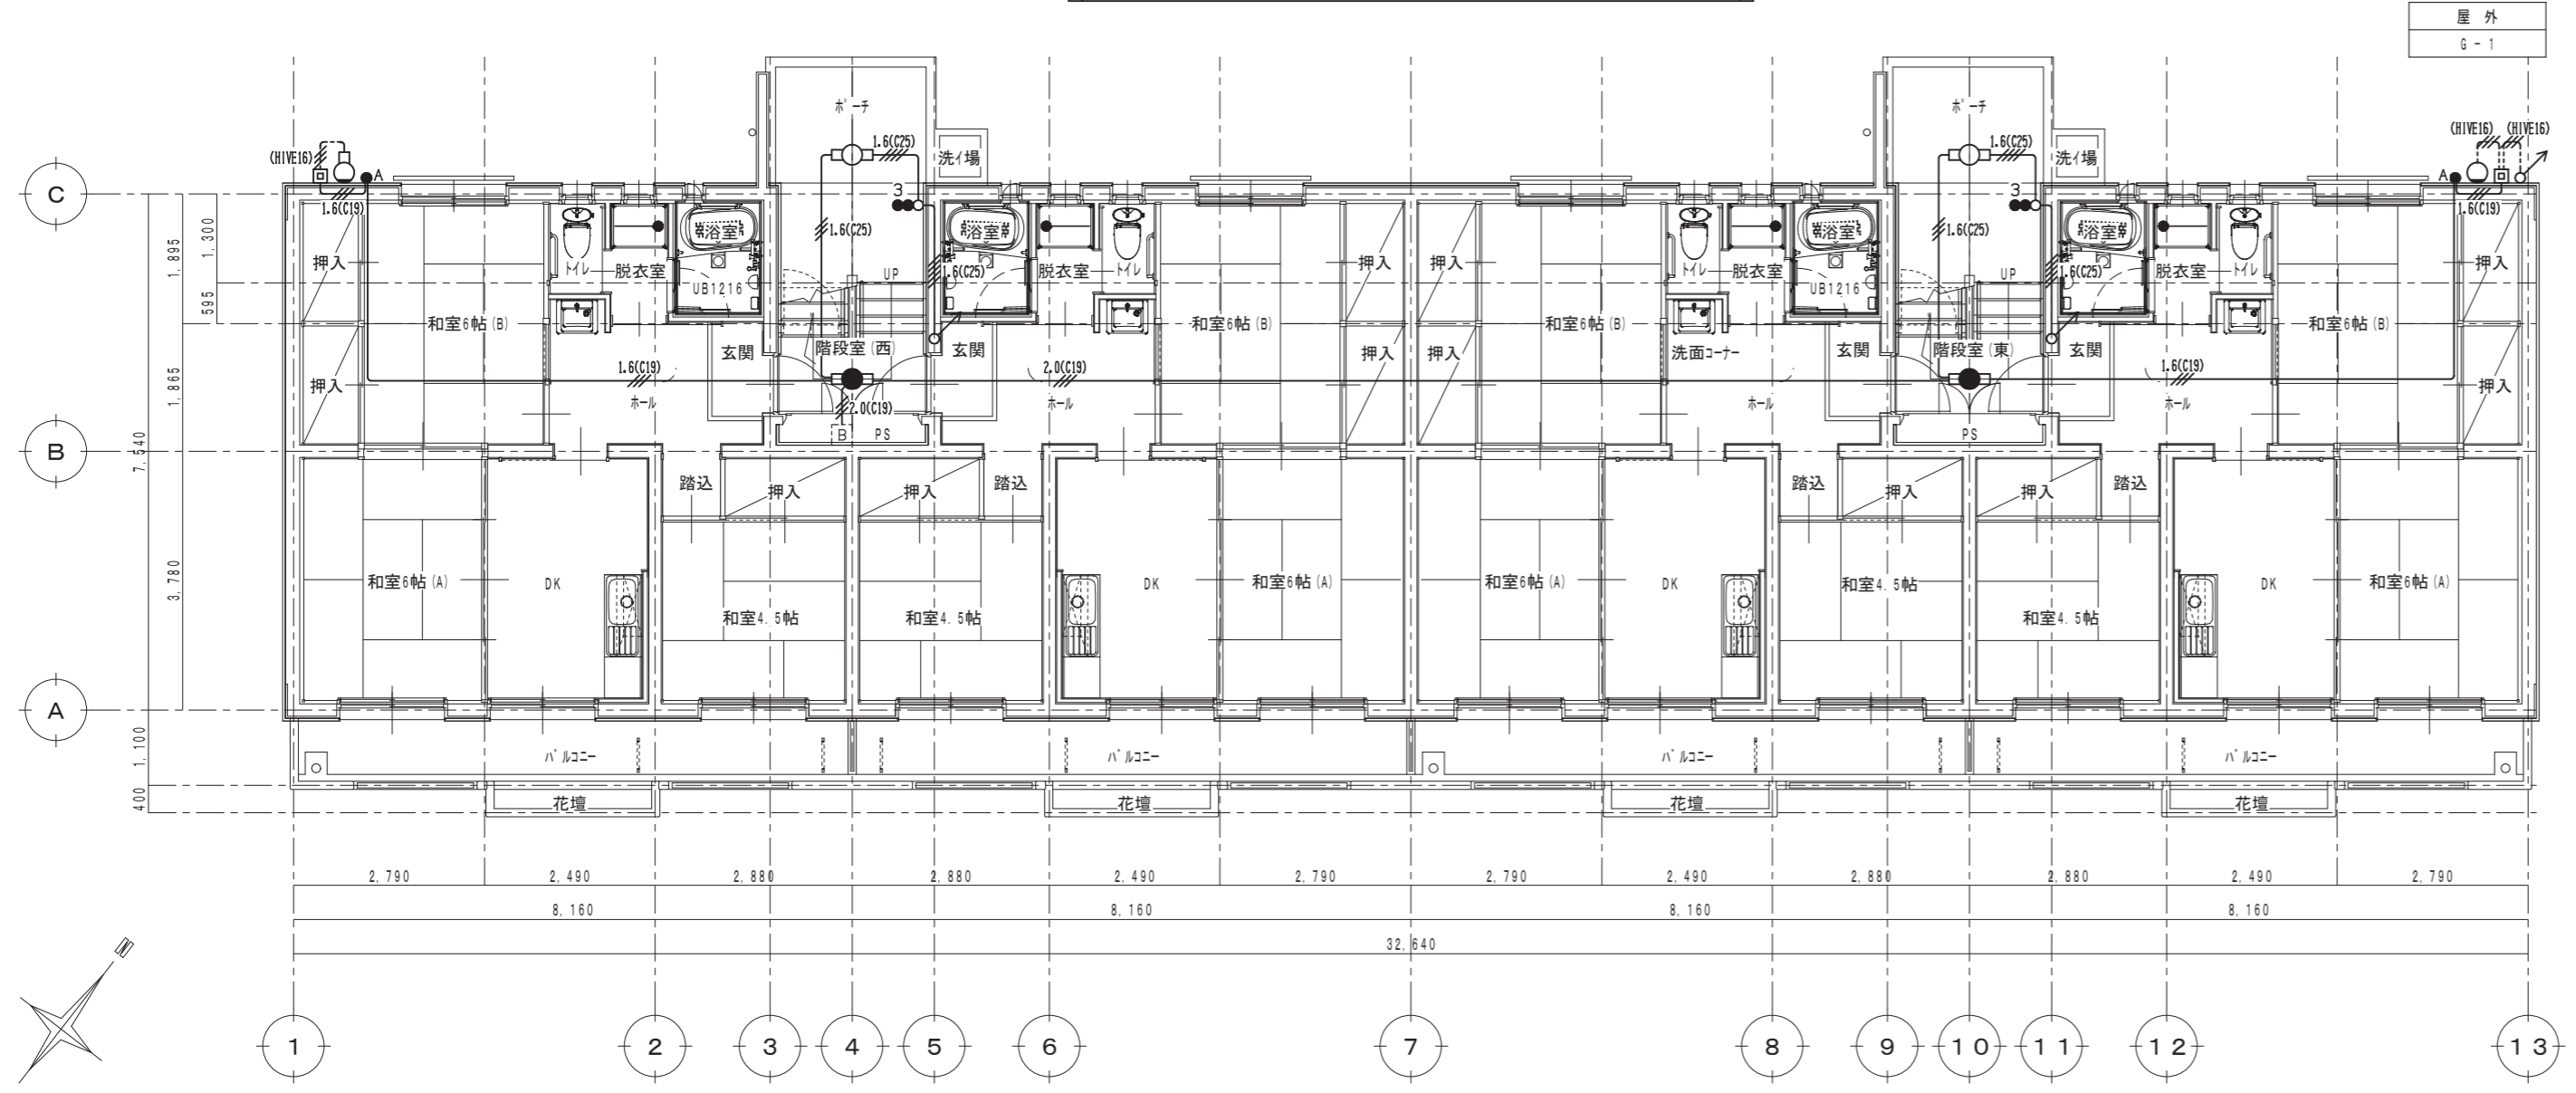 屋 外
G - 1
ポーチ
ポーチ
1.6(C25)
1.6(C25)
(HIVE16)
(HIVE16)
(HIVE16)
洗イ場
洗イ場
A
A
C
3
3
1.6(C19)
1.6(C19)
1,895
1,300
595
1.6(C25)
1.6(C25)
浴室
浴室
浴室
浴室
押入
トイレ
脱衣室
UB1216
UP
1.6(C25)
脱衣室
トイレ
押入
押入
トイレ
脱衣室
UB1216
UP
1.6(C25)
脱衣室
トイレ
押入
和室6帖(B)
和室6帖(B)
和室6帖(B)
和室6帖(B)
玄関
階段室(西)
玄関
押入
押入
洗面コーナー
玄関
階段室(東)
玄関
1,865
押入
1.6(C19)
2.0(C19)
1.6(C19)
押入
ホール
2.0(C19)
ホール
ホール
ホール
B
PS
PS
B
7,540
踏込
押入
押入
踏込
踏込
押入
押入
踏込
3,780
和室6帖(A)
DK
和室4.5帖
和室4.5帖
DK
和室6帖(A)
和室6帖(A)
DK
和室4.5帖
和室4.5帖
DK
和室6帖(A)
A
1,100
バルコニー
バルコニー
バルコニー
バルコニー
400
花壇
花壇
花壇
花壇
2,790
2,490
2,880
2,880
2,490
2,790
2,790
2,490
2,880
2,880
2,490
2,790
8,160
8,160
8,160
8,160
32,640
N
1
2
3
4
5
6
7
8
9
10
11
12
13